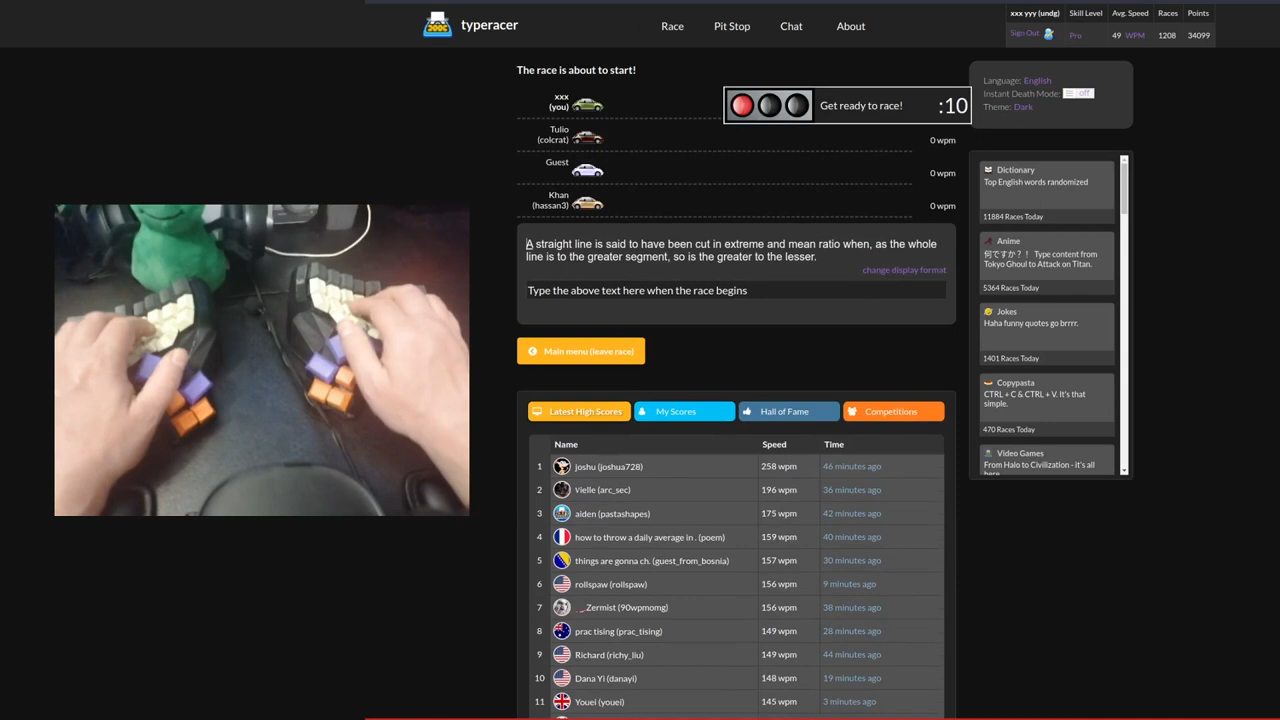 typeracer
Race
Pit Stop
Chat
About
xxx yyy (undg)
Skill Level
Avg. Speed
Races
Points
Sign Out
Pro
49 WPM
1208
34099
The race is about to start!
xxx
(you)
Get ready to race!
:10
Tulio
(colcrat)
0 wpm
Guest
0 wpm
Khan
(hassan3)
0 wpm
A straight line is said to have been cut in extreme and mean ratio when, as the whole
line is to the greater segment, so is the greater to the lesser.
change display format
Type the above text here when the race begins
Main menu (leave race)
Latest High Scores
My Scores
Hall of Fame
Competitions
Name
Speed
Time
1 joshu (joshua728) 258 wpm 46 minutes ago
2 Vielle (arc_sec) 196 wpm 36 minutes ago
3 aiden (pastashapes) 175 wpm 42 minutes ago
4 how to throw a daily average in . (poem) 159 wpm 40 minutes ago
5 things are gonna ch. (guest_from_bosnia) 157 wpm 30 minutes ago
6 rollspaw (rollspaw) 156 wpm 9 minutes ago
7 Zermist (90wpmomg) 156 wpm 38 minutes ago
8 prac tising (prac_tising) 149 wpm 28 minutes ago
9 Richard (richy_liu) 149 wpm 44 minutes ago
10 Dana Yi (danayi) 148 wpm 19 minutes ago
11 Youei (youei) 145 wpm 3 minutes ago
Language: English
Instant Death Mode: off
Theme: Dark
Dictionary
Top English words randomized
11884 Races Today
Anime
何ですか？！ Type content from
Tokyo Ghoul to Attack on Titan.
5364 Races Today
Jokes
Haha funny quotes go brrrr.
1401 Races Today
Copypasta
CTRL + C & CTRL + V. It's that
simple.
470 Races Today
Video Games
From Halo to Civilization - it's all
here